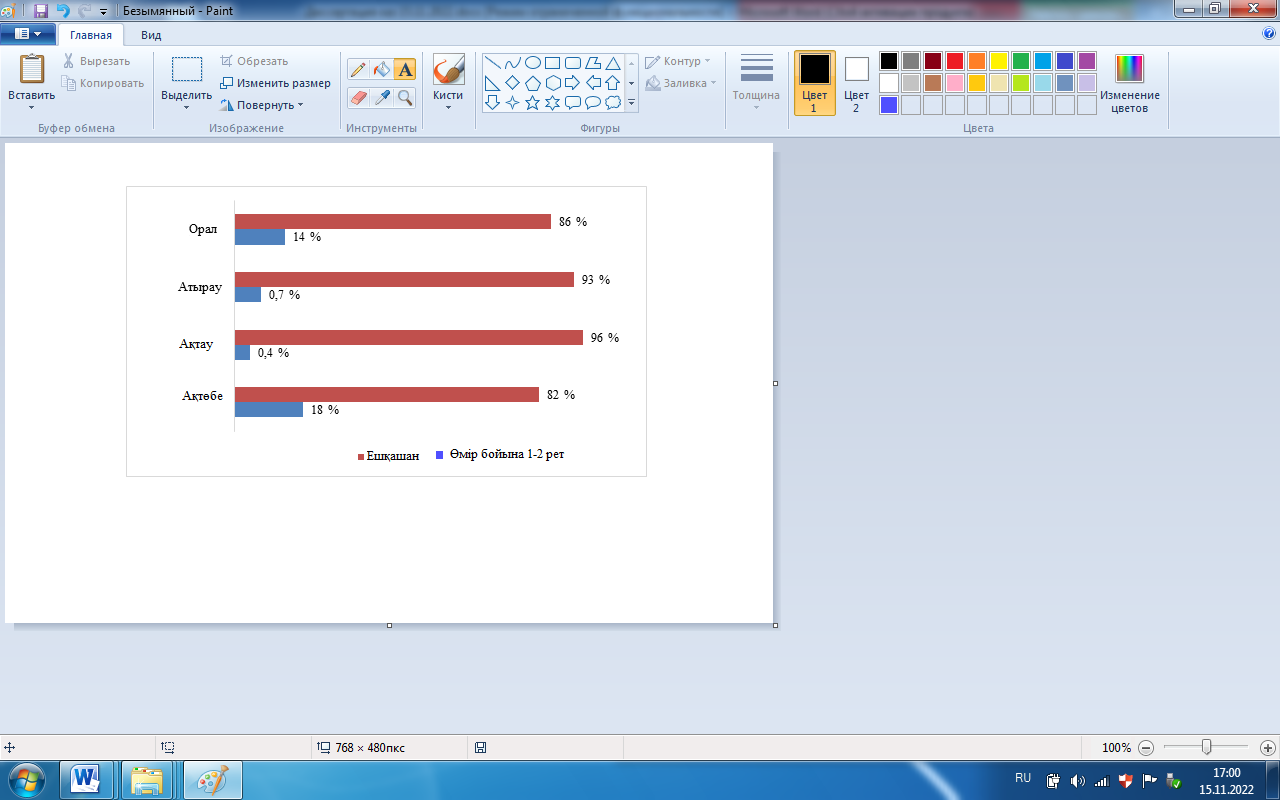 Безымянный - Paint
Главная
Вид
Вставить
Вырезать
Копировать
Буфер обмена
Выделить
Обрезать
Изменить размер
Повернуть
Изображение
A
Инструменты
Кисти
Фигуры
Контур
Заливка
Толщина
Цвет
1
Цвет
2
Изменение
цветов
Цвета
Орал
86 %
14 %
Атырау
93 %
0,7 %
Ақтау
96 %
0,4 %
Ақтөбе
82 %
18 %
Ешқашан
Өмір бойына 1-2 рет
768 × 480пкс
100%
RU
17:00
15.11.2022